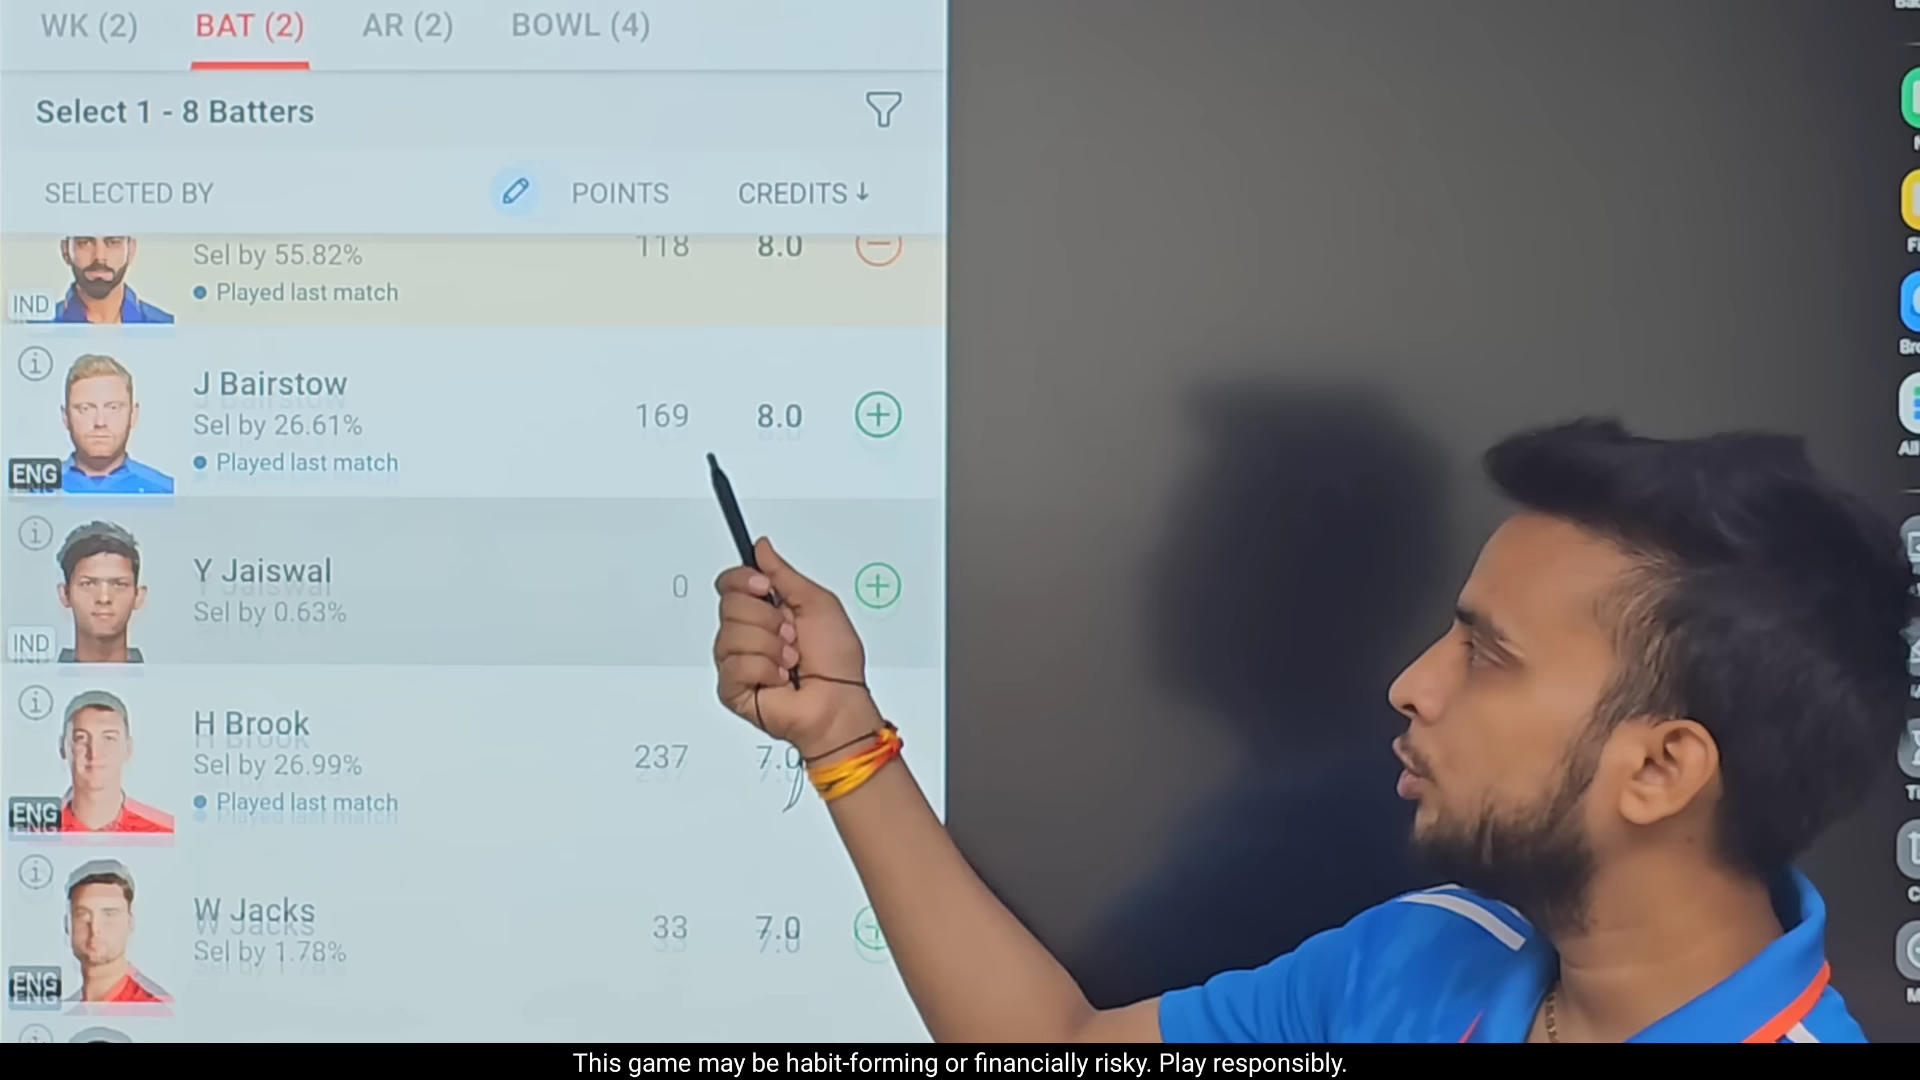 WK (2) BAT (2) AR (2) BOWL (4)
Select 1 - 8 Batters
SELECTED BY POINTS CREDITS ↓
Sel by 55.82% 118 8.0
IND • Played last match
J Bairstow
Sel by 26.61% 169 8.0
ENG • Played last match
Y Jaiswal
Sel by 0.63% 0
IND
H Brook
Sel by 26.99% 237 7.0
ENG • Played last match
W Jacks
Sel by 1.78% 33 7.0
ENG
This game may be habit-forming or financially risky. Play responsibly.